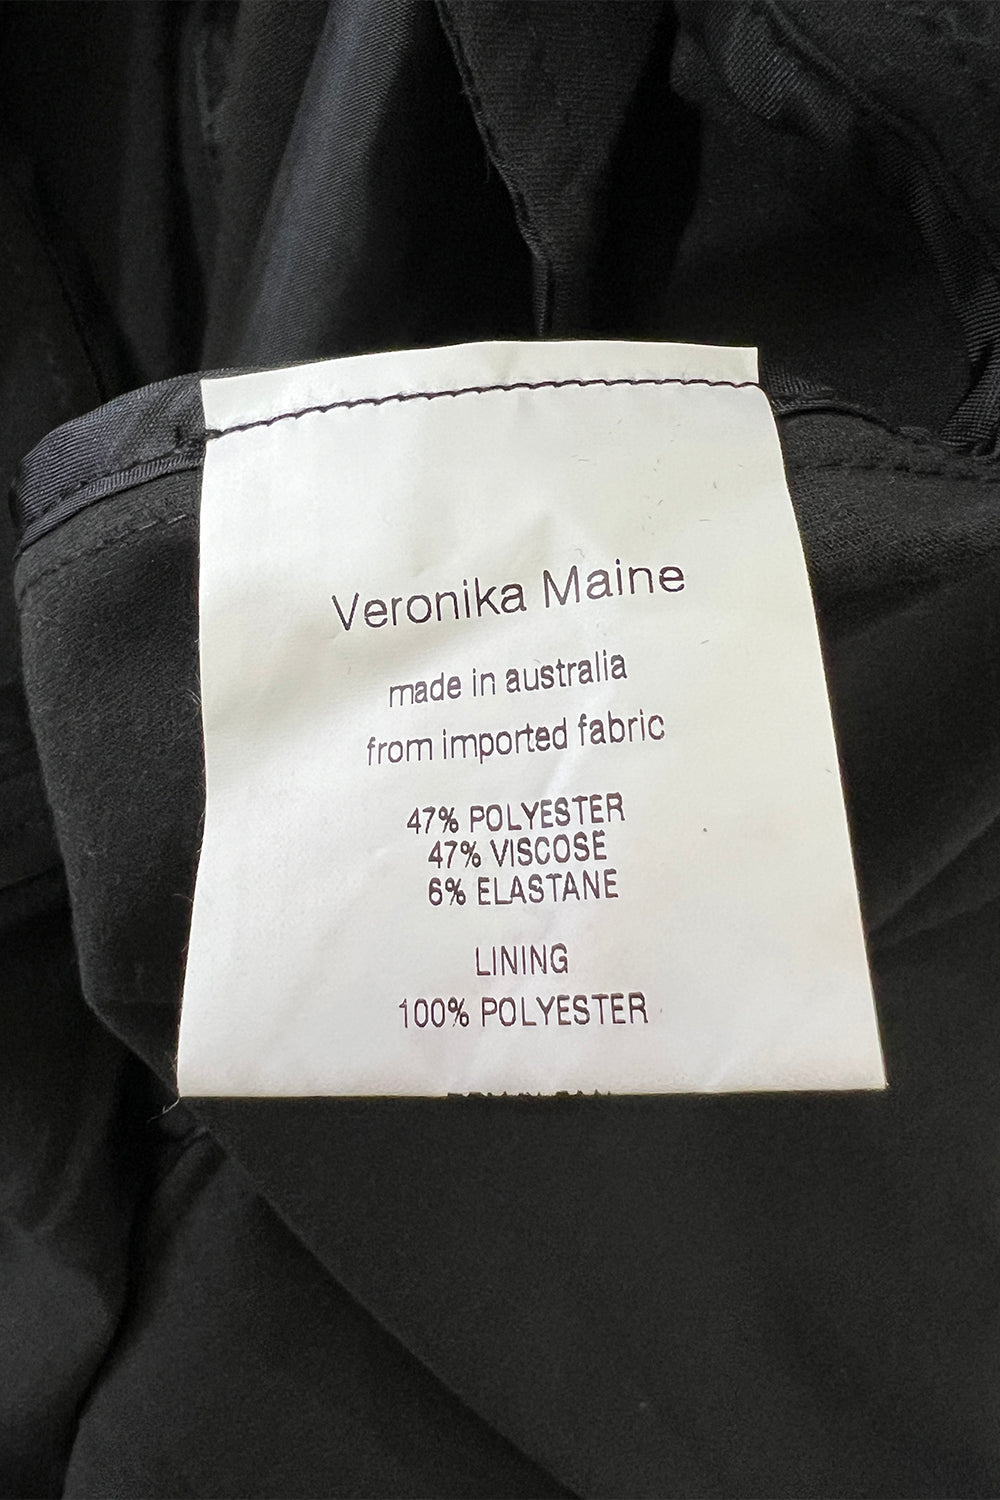 Veronika Maine
made in australia
from imported fabric
47% POLYESTER
47% VISCOSE
6% ELASTANE
LINING
100% POLYESTER